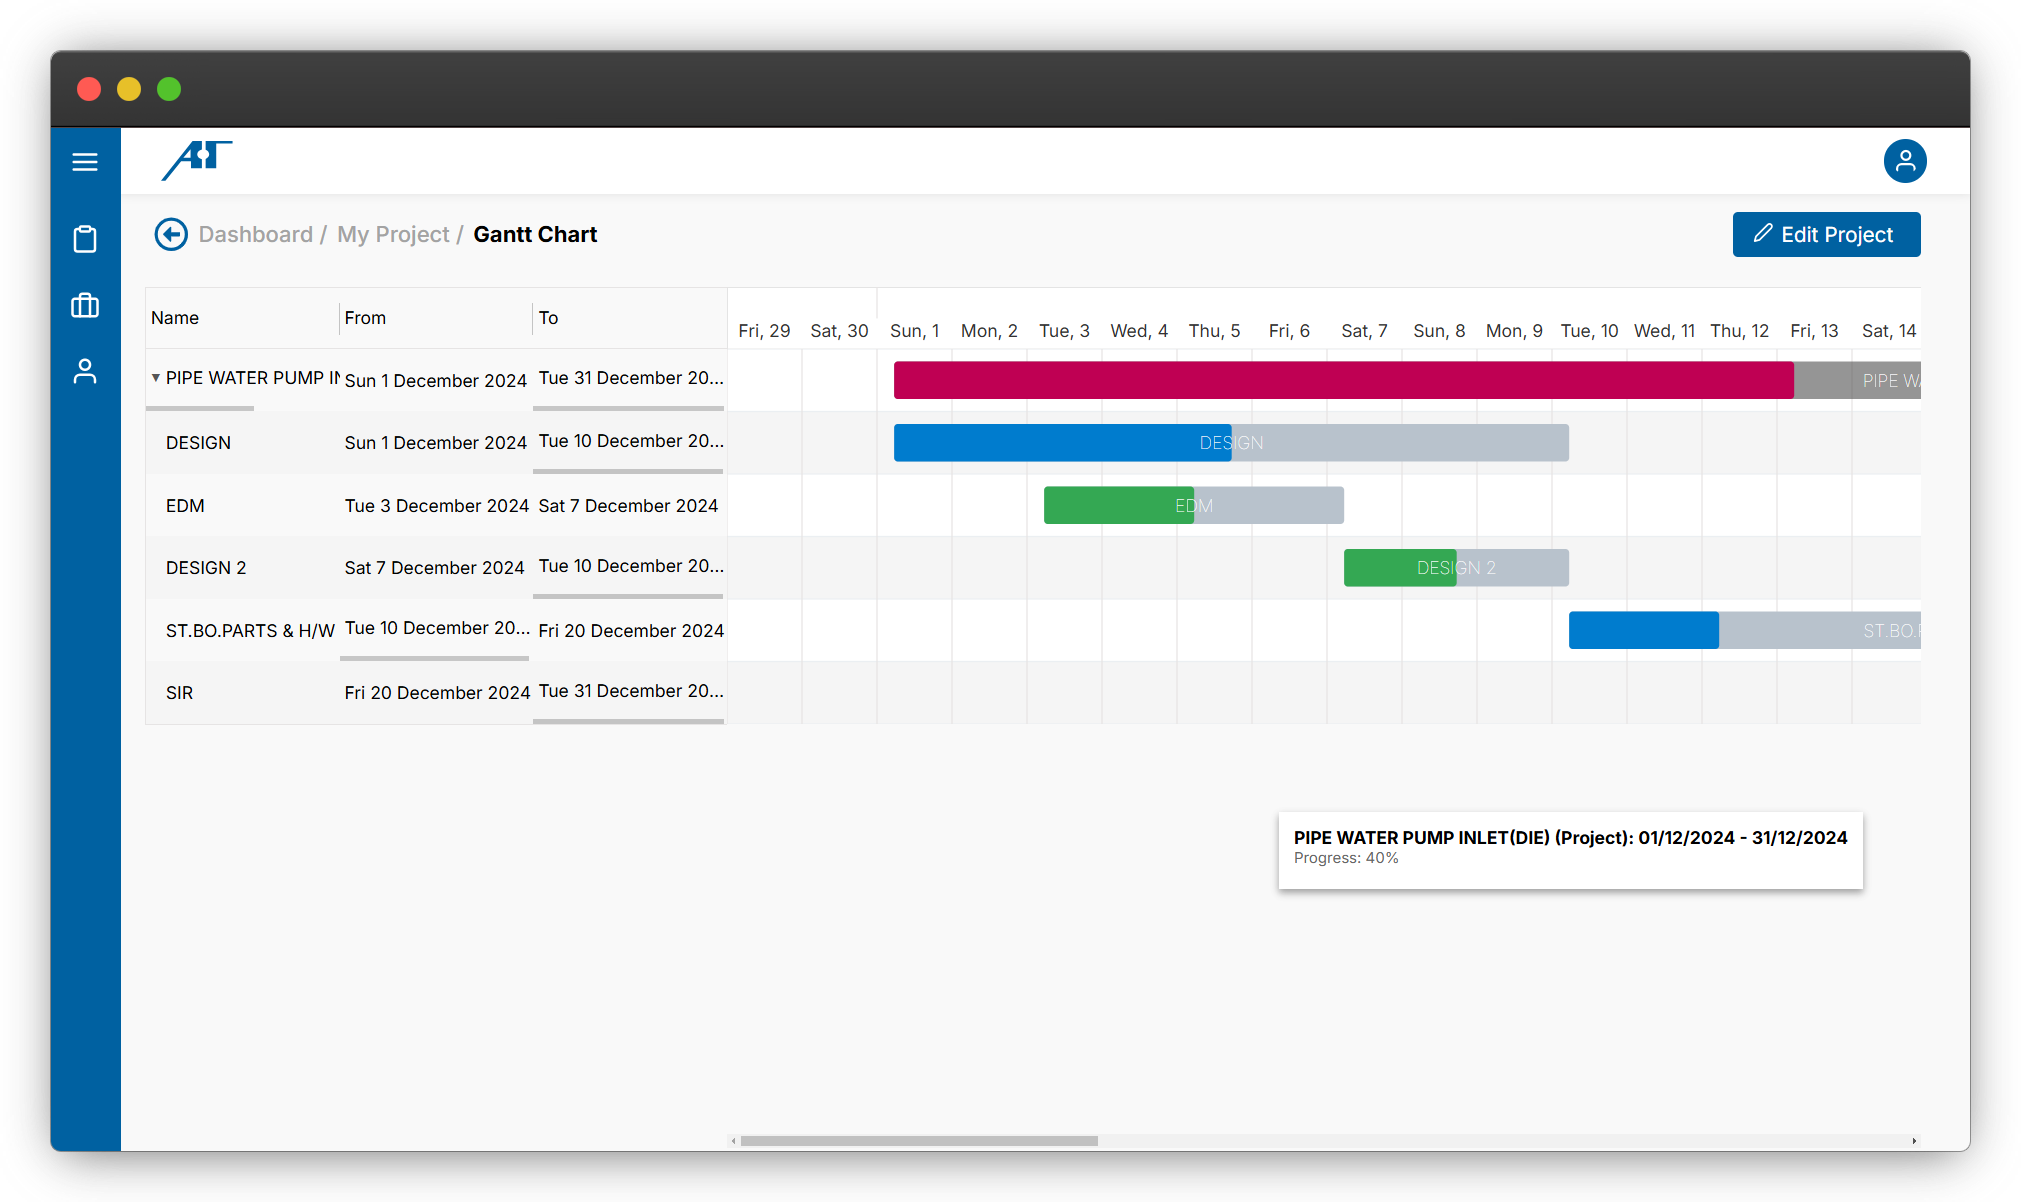 AT
Dashboard / My Project / Gantt Chart
Edit Project
Name From To
Fri, 29 Sat, 30 Sun, 1 Mon, 2 Tue, 3 Wed, 4 Thu, 5 Fri, 6 Sat, 7 Sun, 8 Mon, 9 Tue, 10 Wed, 11 Thu, 12 Fri, 13 Sat, 14
▼ PIPE WATER PUMP IN Sun 1 December 2024 Tue 31 December 20... PIPE WA
DESIGN Sun 1 December 2024 Tue 10 December 20... DESIGN
EDM Tue 3 December 2024 Sat 7 December 2024 EDM
DESIGN 2 Sat 7 December 2024 Tue 10 December 20... DESIGN 2
ST.BO.PARTS & H/W Tue 10 December 20... Fri 20 December 2024 ST.BO.P
SIR Fri 20 December 2024 Tue 31 December 20...
PIPE WATER PUMP INLET(DIE) (Project): 01/12/2024 - 31/12/2024
Progress: 40%